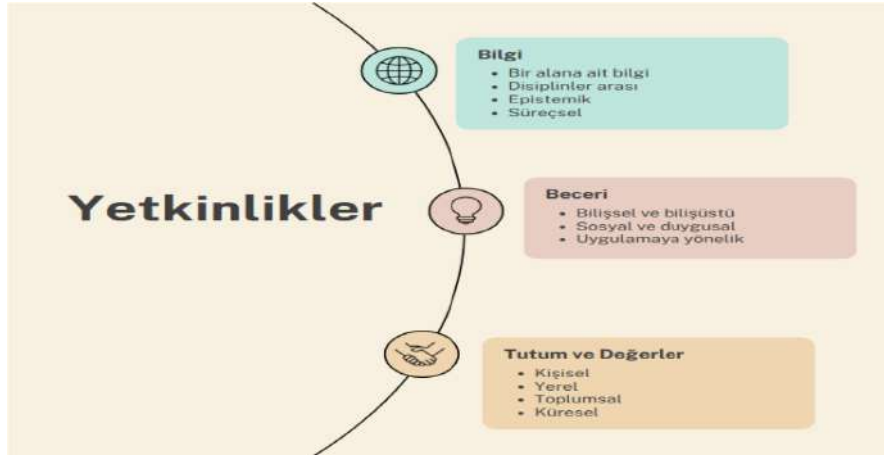 Yetkinlikler
Bilgi
• Bir alana ait bilgi
• Disiplinler arası
• Epistemik
• Süreçsel
Beceri
• Bilişsel ve bilişüstü
• Sosyal ve duygusal
• Uygulamaya yönelik
Tutum ve Değerler
• Kişisel
• Yerel
• Toplumsal
• Küresel